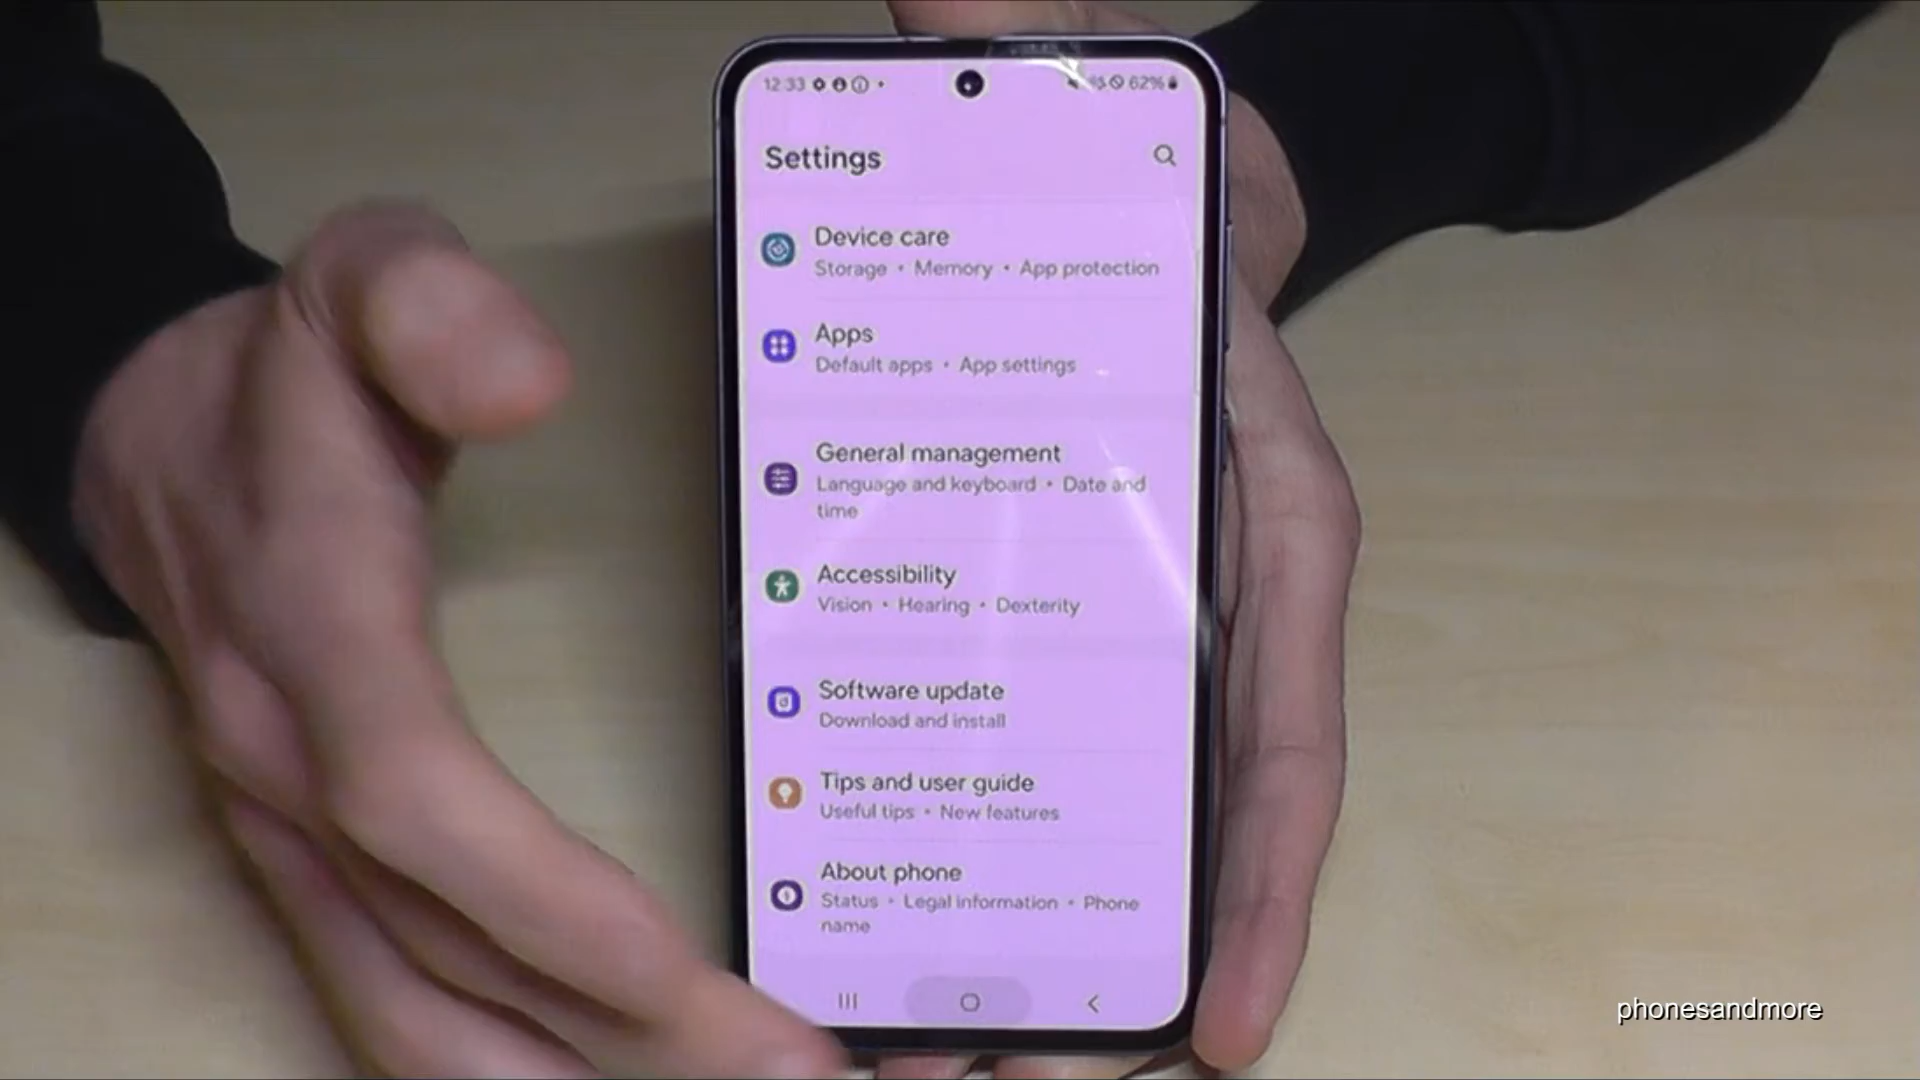 12:33
62%
Settings
Device care
Storage • Memory • App protection
Apps
Default apps • App settings
General management
Language and keyboard • Date and
time
Accessibility
Vision • Hearing • Dexterity
Software update
Download and install
Tips and user guide
Useful tips • New features
About phone
Status • Legal information • Phone
name
phonesandmore